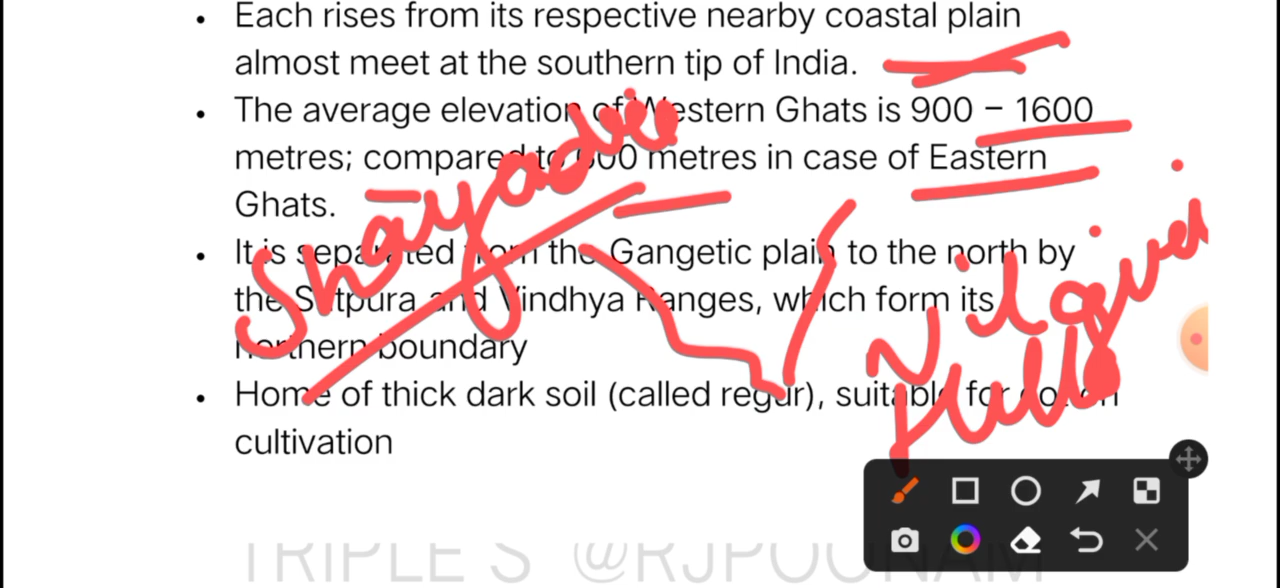 • Each rises from its respective nearby coastal plain
almost meet at the southern tip of India.
• The average elevation of Western Ghats is 900 – 1600
metres; compared to 600 metres in case of Eastern
Ghats.
• It is separated from the Gangetic plain to the north by
the Satpura and Vindhya Ranges, which form its
northern boundary
• Home of thick dark soil (called regur), suitable for cotton
cultivation
Shayadri
Nilgiri
Hills
TRIPLE S @RJPOONAM